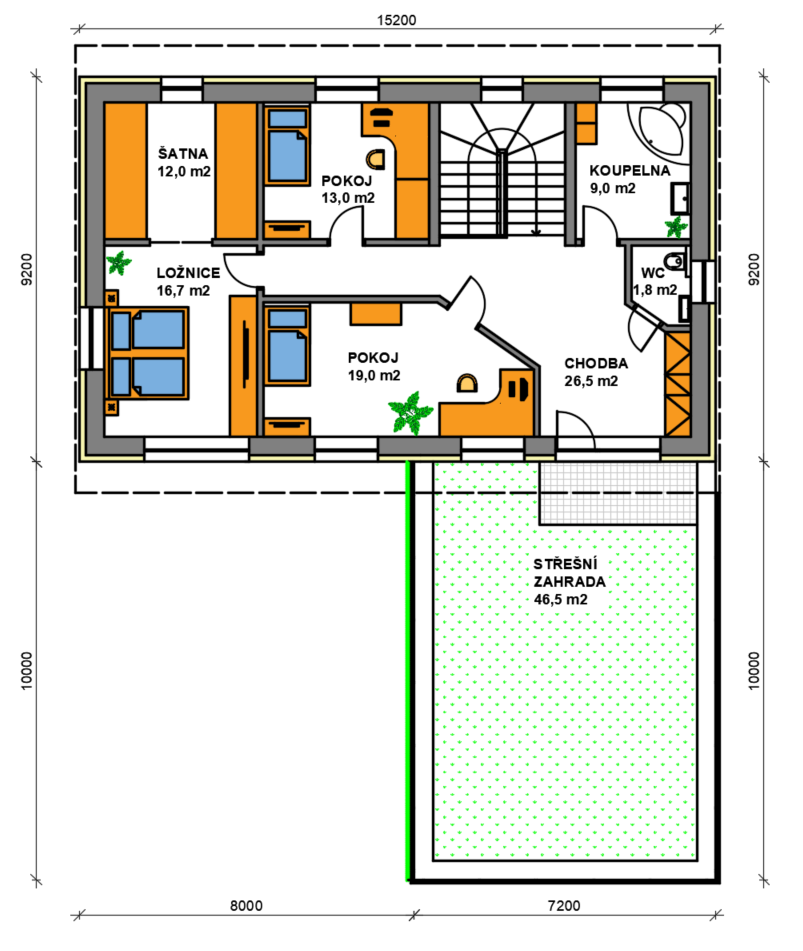 15200
ŠATNA
12,0 m2
POKOJ
13,0 m2
KOUPELNA
9,0 m2
9200
LOŽNICE
16,7 m2
WC
1,8 m2
9200
POKOJ
19,0 m2
CHODBA
26,5 m2
STŘEŠNÍ
ZAHRADA
46,5 m2
10000
10000
8000
7200